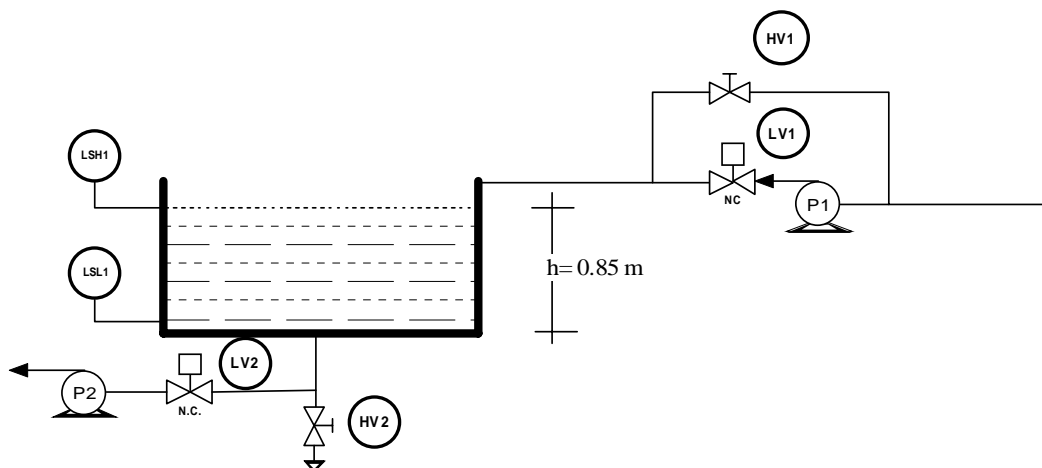 HV1
LV1
LSH1
NC
P1
LSL1
h= 0.85 m
LV2
P2
N.C.
HV2